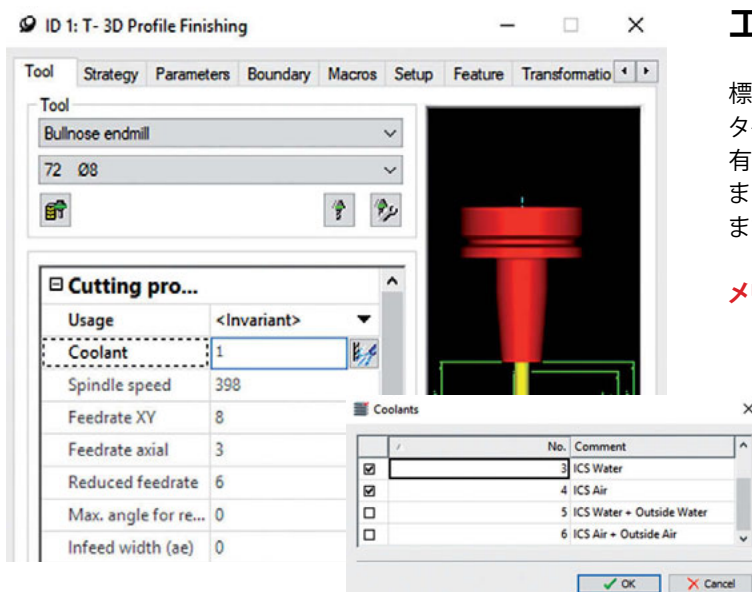 ID 1: T- 3D Profile Finishing
Tool Strategy Parameters Boundary Macros Setup Feature Transformatio
Tool
Bullnose endmill
72 Ø8
Cutting pro...
Usage <Invariant>
Coolant 1
Spindle speed 398
Feedrate XY 8
Feedrate axial 3
Reduced feedrate 6
Max. angle for re... 0
Infeed width (ae) 0
Coolants
No. Comment
3 ICS Water
4 ICS Air
5 ICS Water + Outside Water
6 ICS Air + Outside Air
OK Cancel
標
タ
有
ま
ま
メ